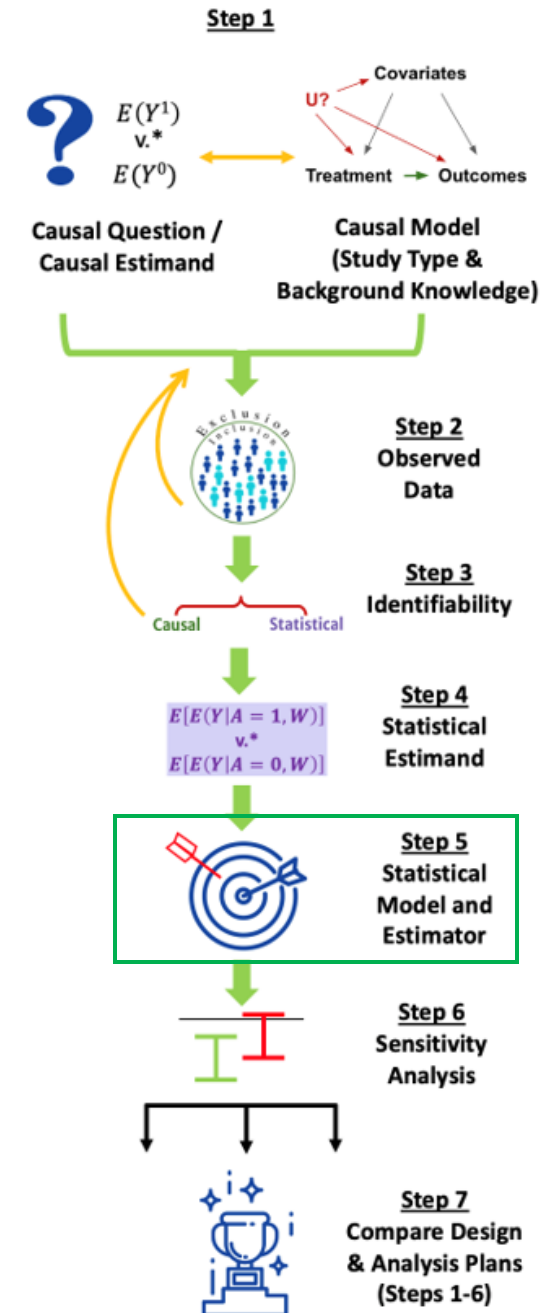 Step 1
E(Y¹)
v.*
E(Y⁰)
Covariates
U?
Treatment
Outcomes
Causal Question /
Causal Estimand
Causal Model
(Study Type &
Background Knowledge)
Exclusion
Inclusion
Step 2
Observed
Data
Step 3
Identifiability
Causal
Statistical
E[E(Y|A = 1, W)]
v.*
E[E(Y|A = 0, W)]
Step 4
Statistical
Estimand
Step 5
Statistical
Model and
Estimator
Step 6
Sensitivity
Analysis
Step 7
Compare Design
& Analysis Plans
(Steps 1-6)